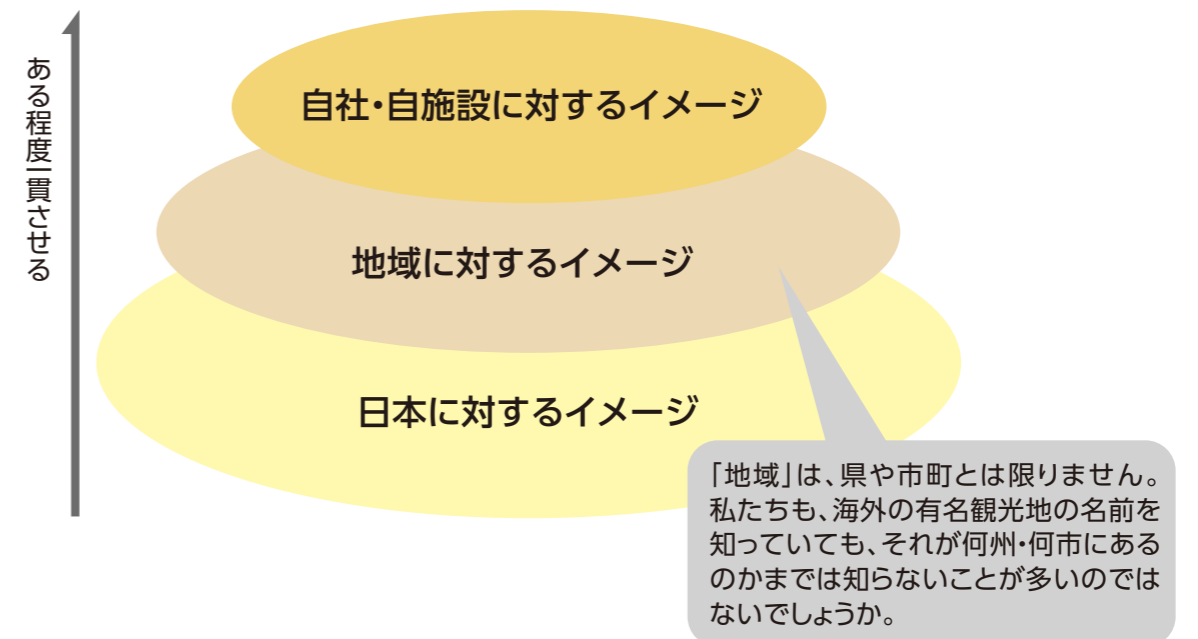 ある程度一貫させる
自社・自施設に対するイメージ
地域に対するイメージ
日本に対するイメージ
「地域」は、県や市町とは限りません。
私たちも、海外の有名観光地の名前を
知っていても、それが何州・何市にある
のかまでは知らないことが多いのでは
ないでしょうか。